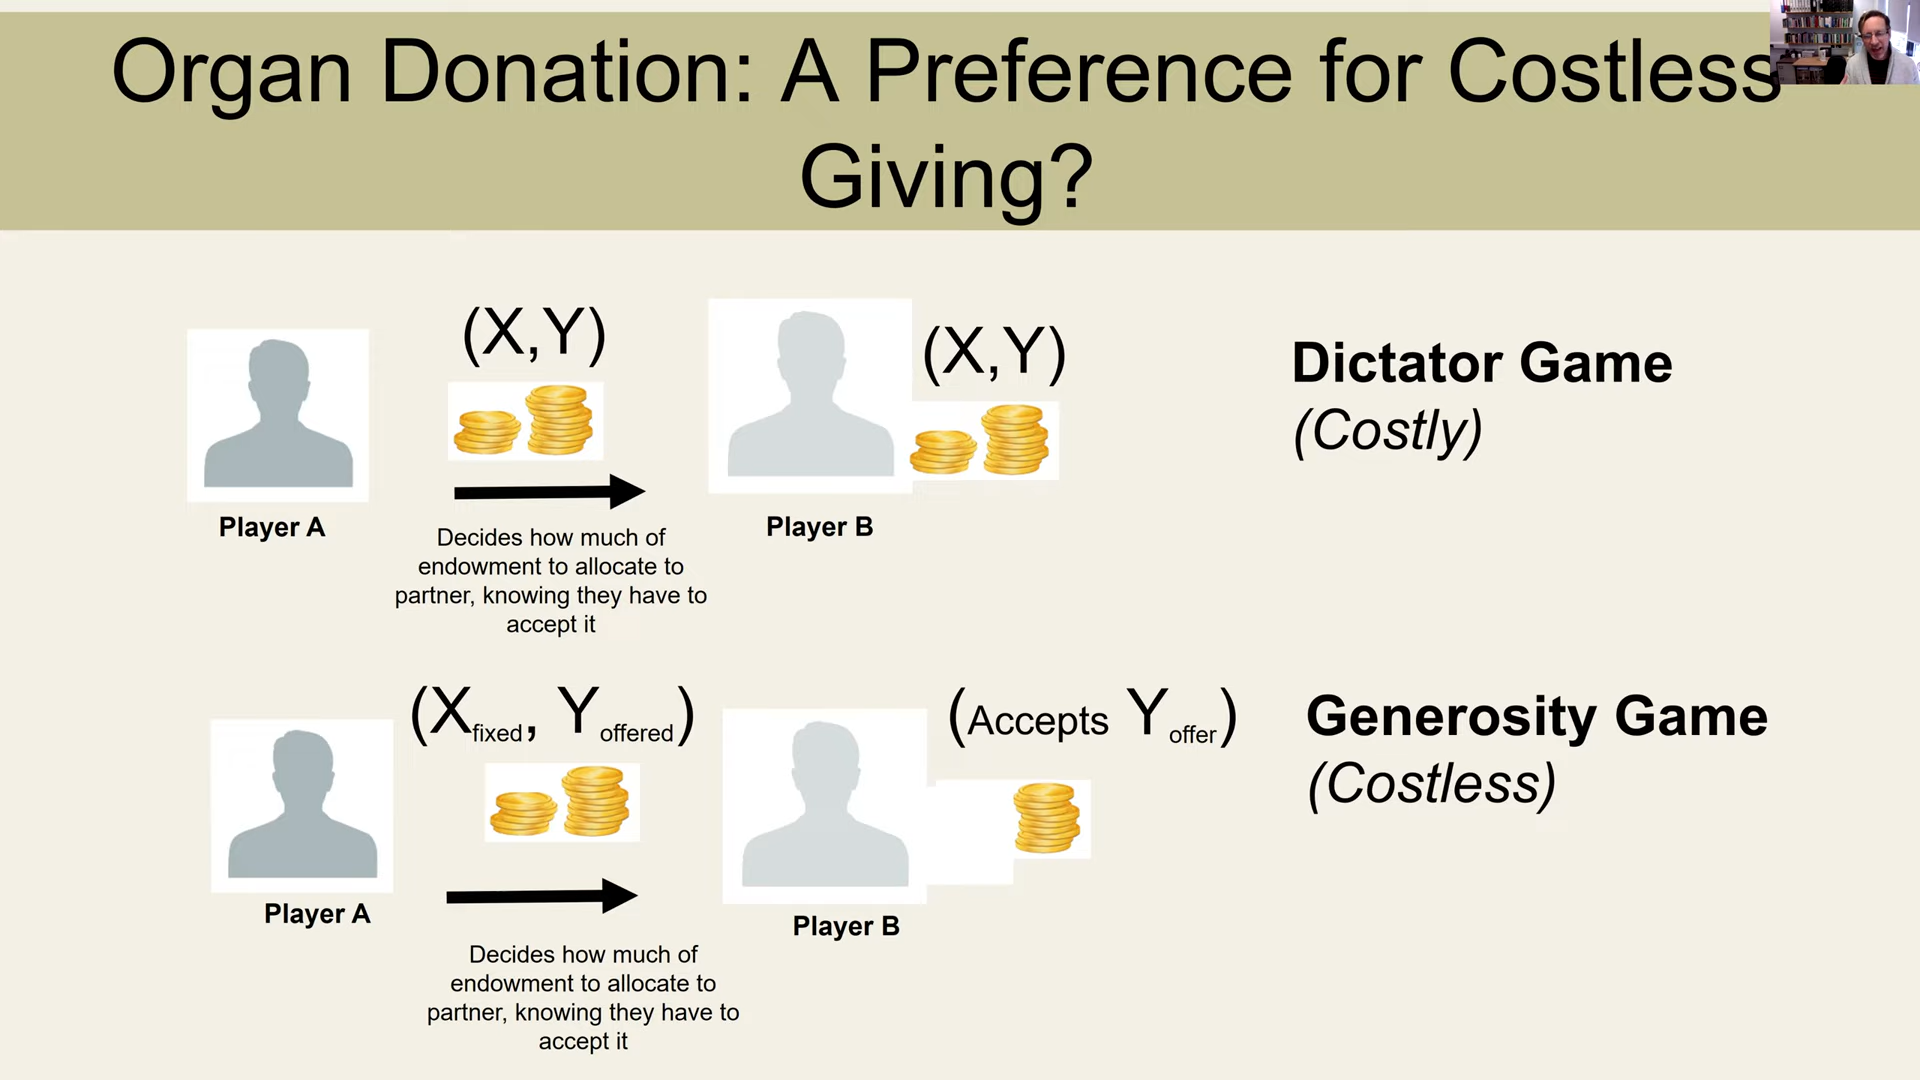 Organ Donation: A Preference for Costless
Giving?
(X,Y)
(X,Y)
Dictator Game
(Costly)
Player A
Player B
Decides how much of
endowment to allocate to
partner, knowing they have to
accept it
(Xfixed, Yoffered)
(Accepts Yoffer)
Generosity Game
(Costless)
Player A
Player B
Decides how much of
endowment to allocate to
partner, knowing they have to
accept it